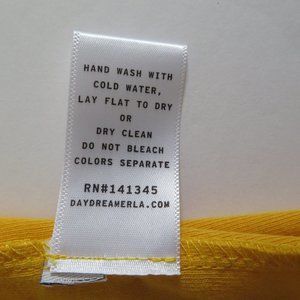 HAND WASH WITH
COLD WATER,
LAY FLAT TO DRY
OR
DRY CLEAN
DO NOT BLEACH
COLORS SEPARATE
RN#141345
DAYDREAMERLA.COM